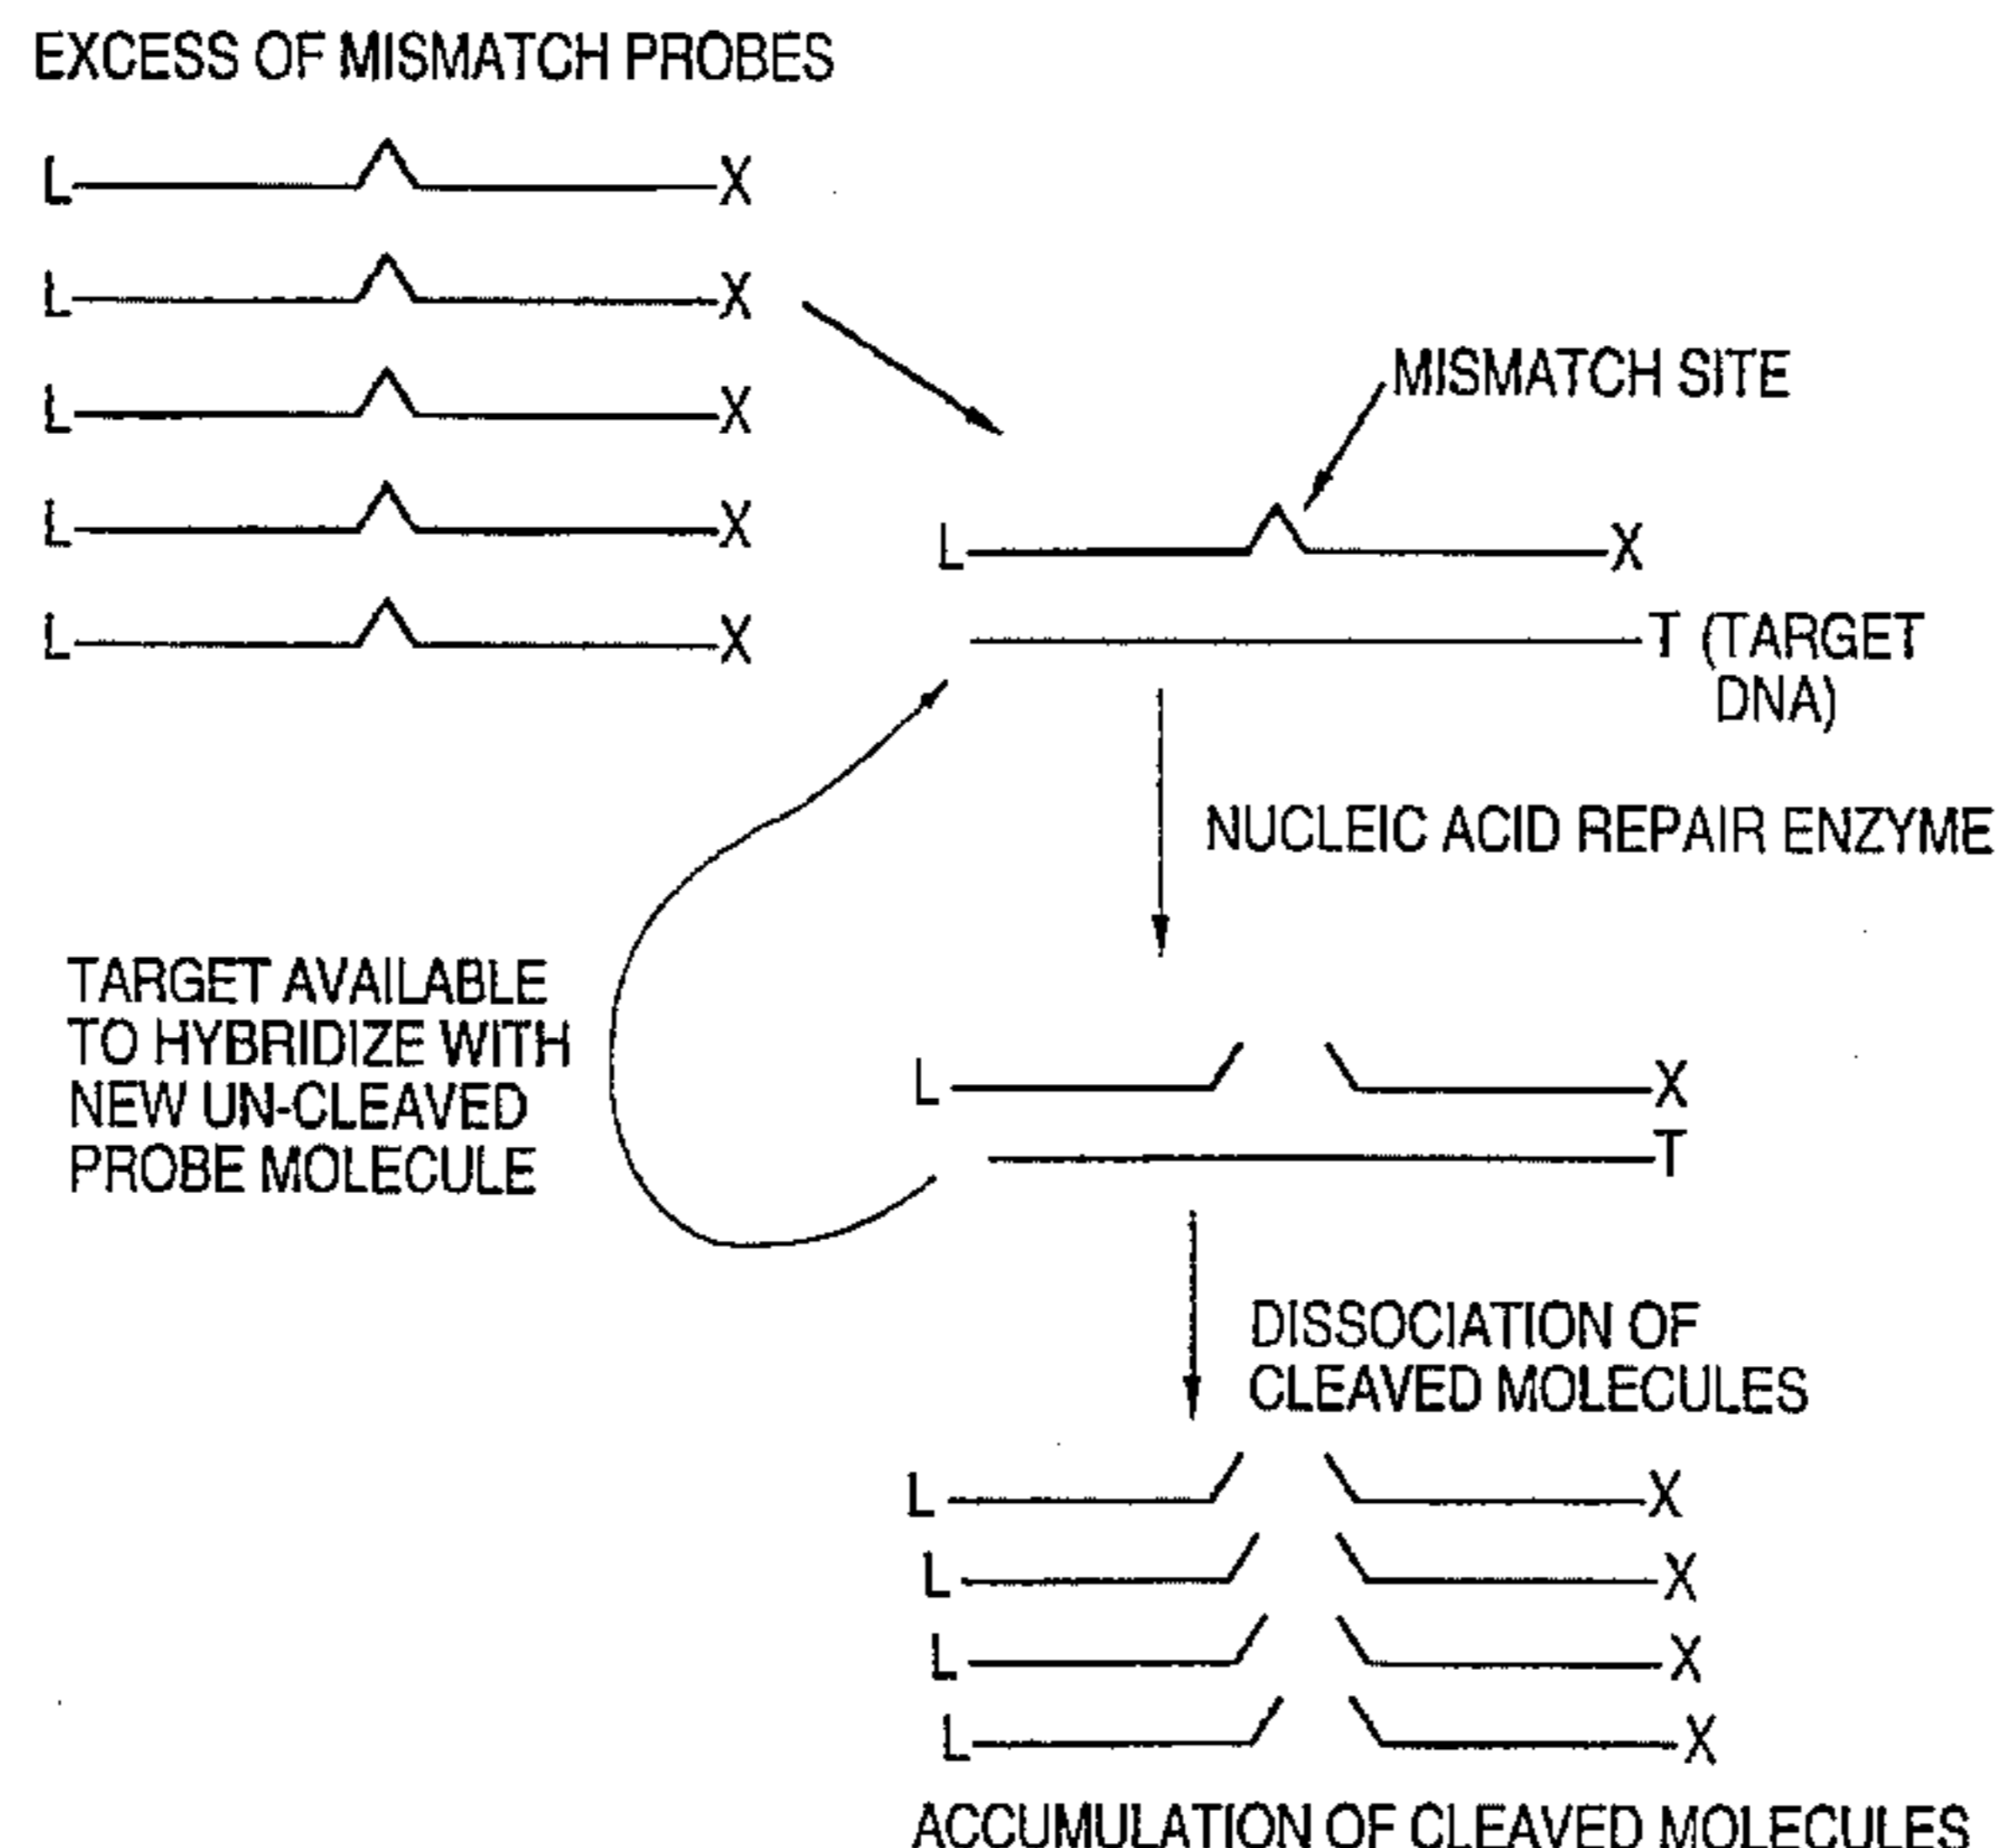 EXCESS OF MISMATCH PROBES
L X
L X
L X
L X
L X
MISMATCH SITE
L X
T (TARGET
DNA)
NUCLEIC ACID REPAIR ENZYME
TARGET AVAILABLE
TO HYBRIDIZE WITH
NEW UN-CLEAVED
PROBE MOLECULE
L X
T
DISSOCIATION OF
CLEAVED MOLECULES
L X
L X
L X
L X
ACCUMULATION OF CLEAVED MOLECULES